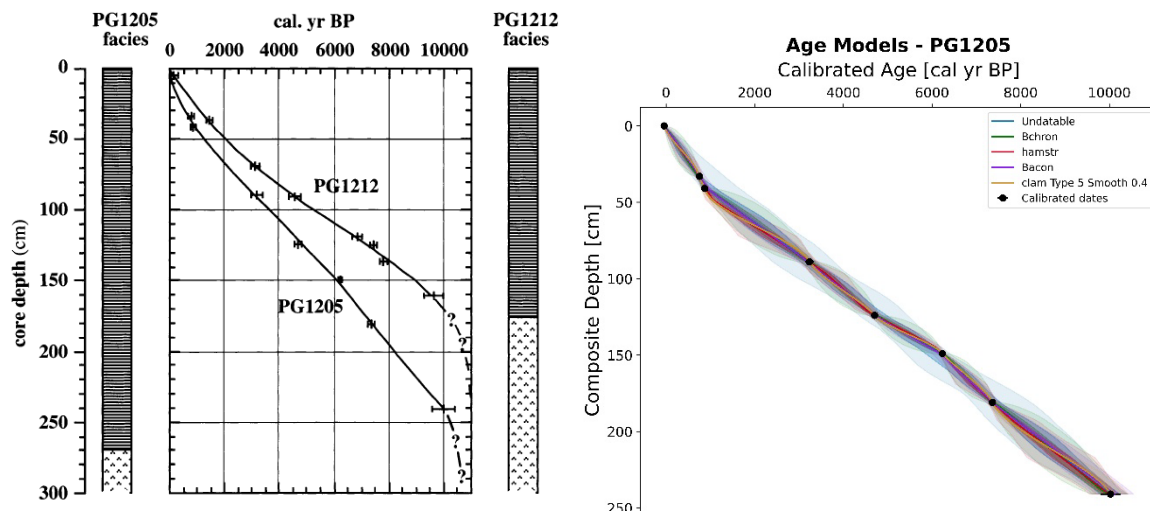 PG1205
facies
cal. yr BP
PG1212
facies
0 2000 4000 6000 8000 10000
0
50
100
150
200
250
300
core depth (cm)
PG1212
PG1205
?
?
?
?
Age Models - PG1205
Calibrated Age [cal yr BP]
0 2000 4000 6000 8000 10000
0
50
100
150
200
250
Composite Depth [cm]
Undatable
Bchron
hamstr
Bacon
clam Type 5 Smooth 0.4
Calibrated dates